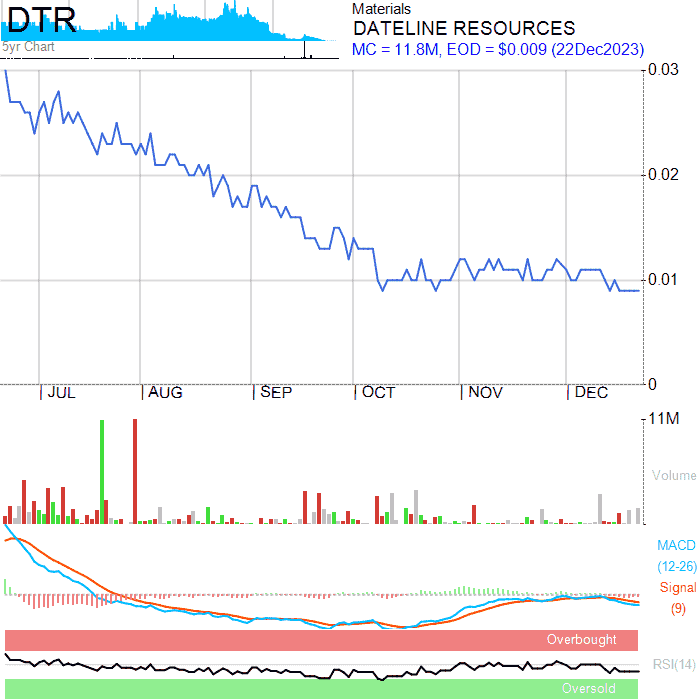 DTR
5yr Chart
Materials
DATELINE RESOURCES
MC = 11.8M, EOD = $0.009 (22Dec2023)
0.03
0.02
0.01
0
JUL AUG SEP OCT NOV DEC
11M
Volume
MACD
(12-26)
Signal
(9)
Overbought
RSI(14)
Oversold